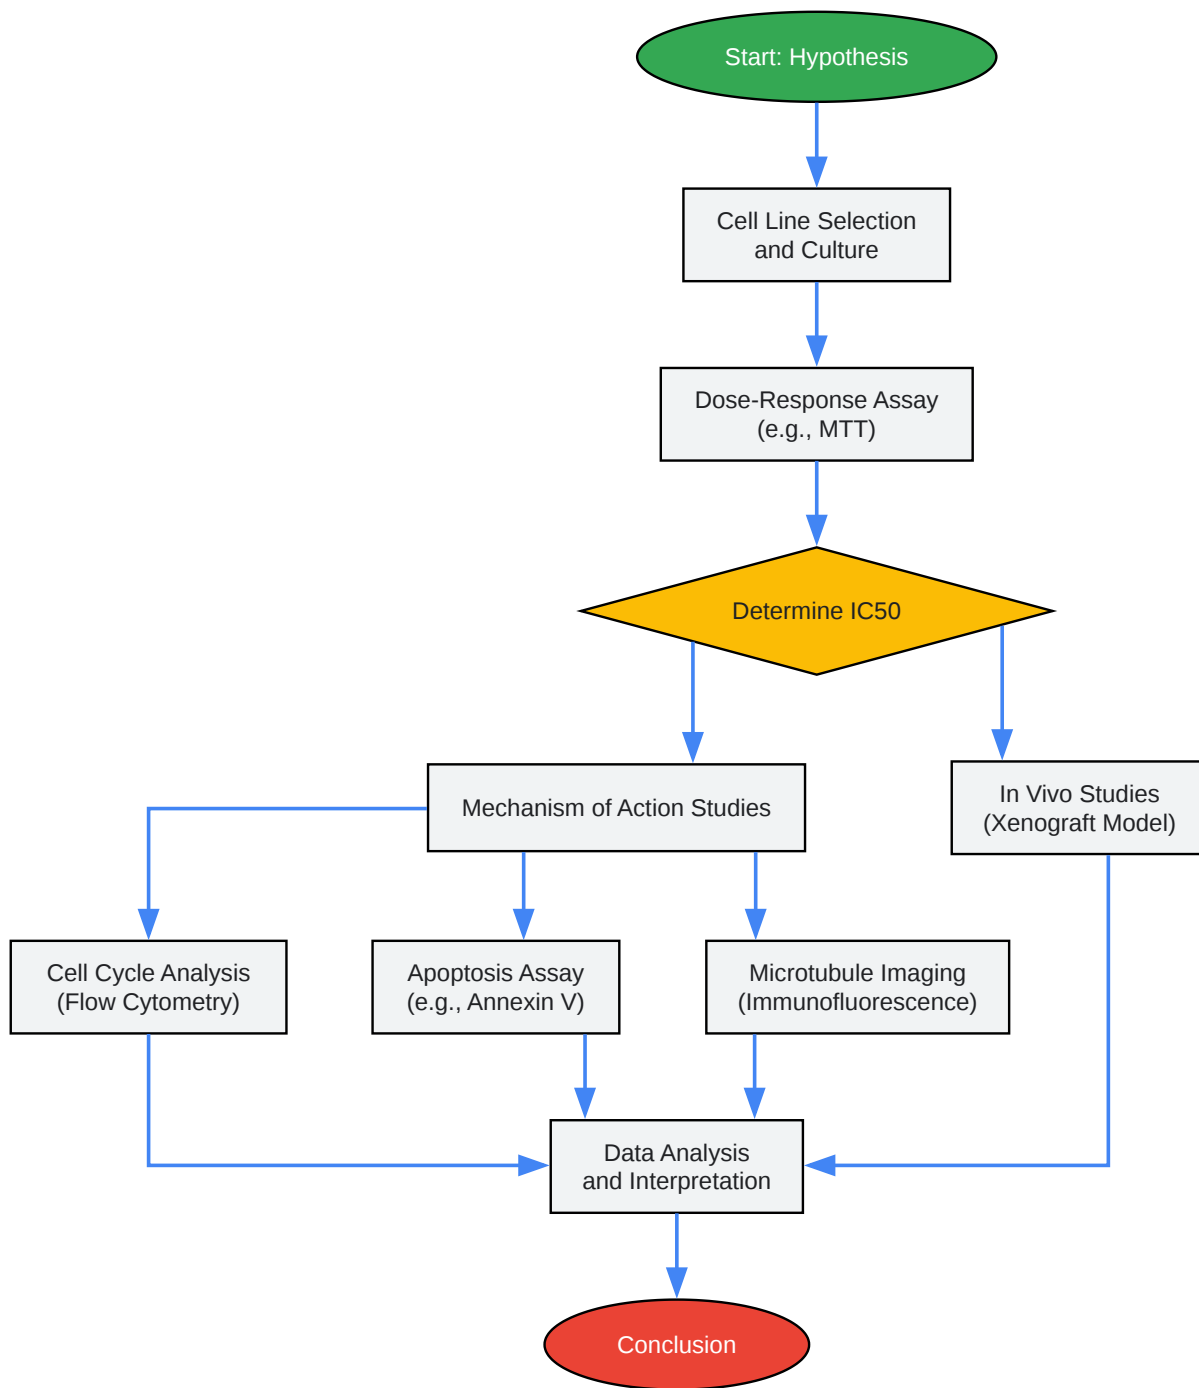 Start: Hypothesis
Cell Line Selection
and Culture
Dose-Response Assay
(e.g., MTT)
Determine IC50
Mechanism of Action Studies
In Vivo Studies
(Xenograft Model)
Cell Cycle Analysis
(Flow Cytometry)
Apoptosis Assay
(e.g., Annexin V)
Microtubule Imaging
(Immunofluorescence)
Data Analysis
and Interpretation
Conclusion